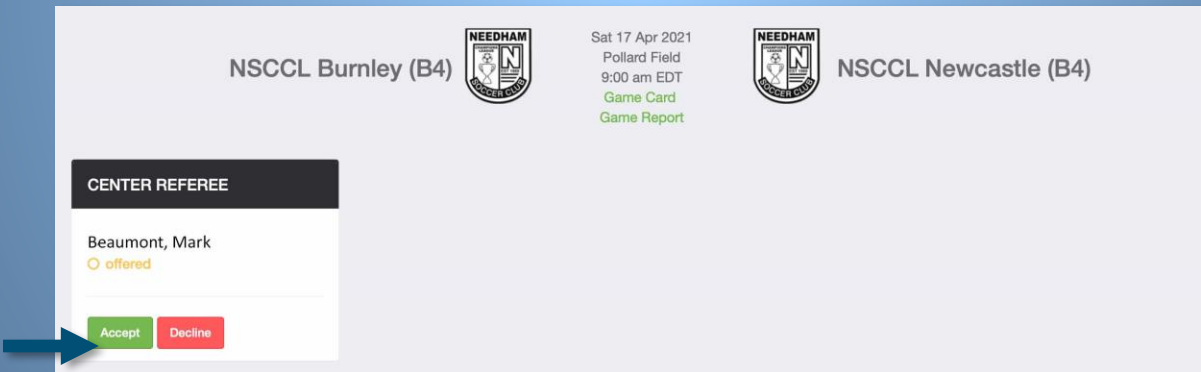 NSCCL Burnley (B4)
NEEDHAM
N
SOCCER CLUB
Sat 17 Apr 2021
Pollard Field
9:00 am EDT
Game Card
Game Report
NEEDHAM
N
SOCCER CLUB
NSCCL Newcastle (B4)
CENTER REFEREE
Beaumont, Mark
offered
Accept
Decline